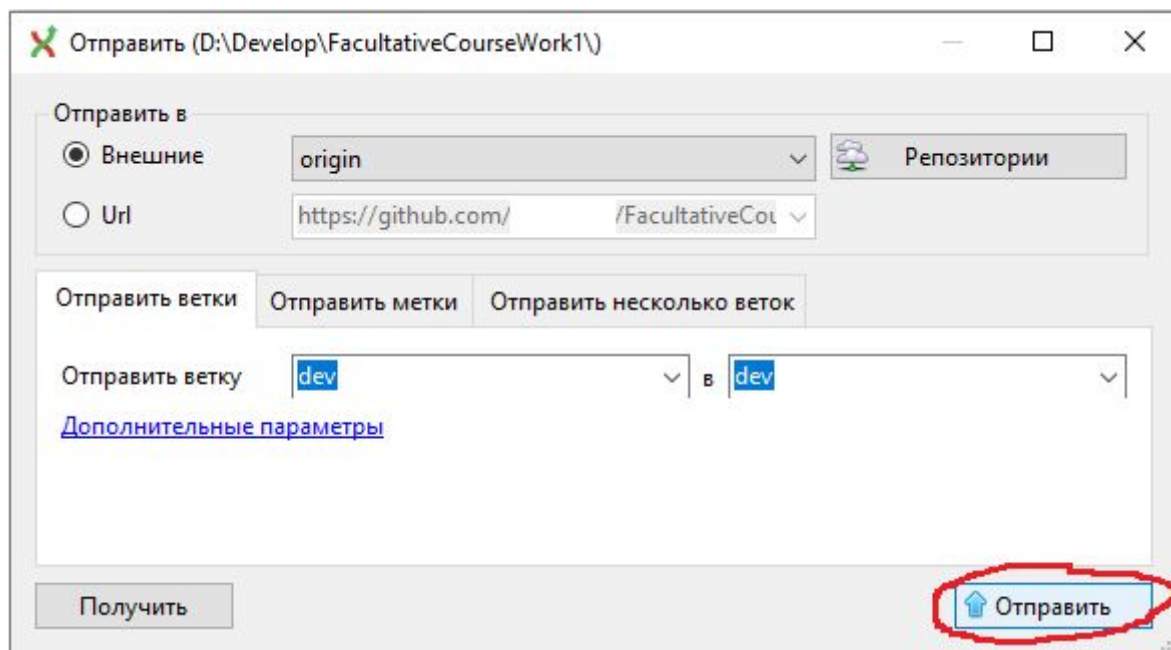 Отправить (D:\Develop\FacultativeCourseWork1\)
Отправить в
Внешние origin Репозитории
Url https://github.com/ /FacultativeCou
Отправить ветки Отправить метки Отправить несколько веток
Отправить ветку dev в dev
Дополнительные параметры
Получить Отправить